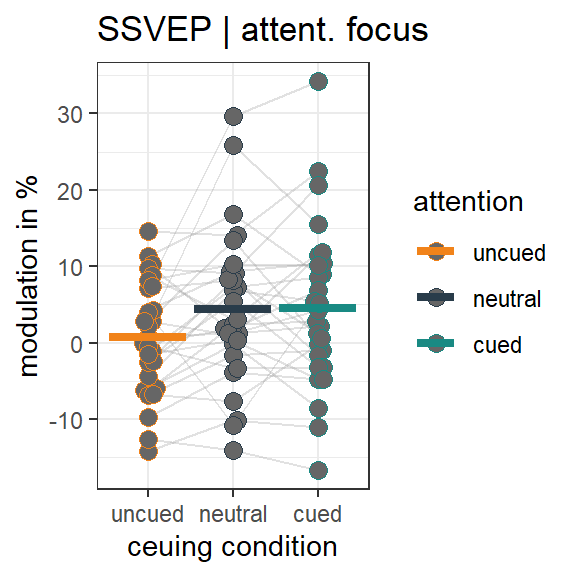 SSVEP | attent. focus
modulation in %
30
20
10
0
-10
uncued neutral cued
ceuing condition
attention
uncued
neutral
cued